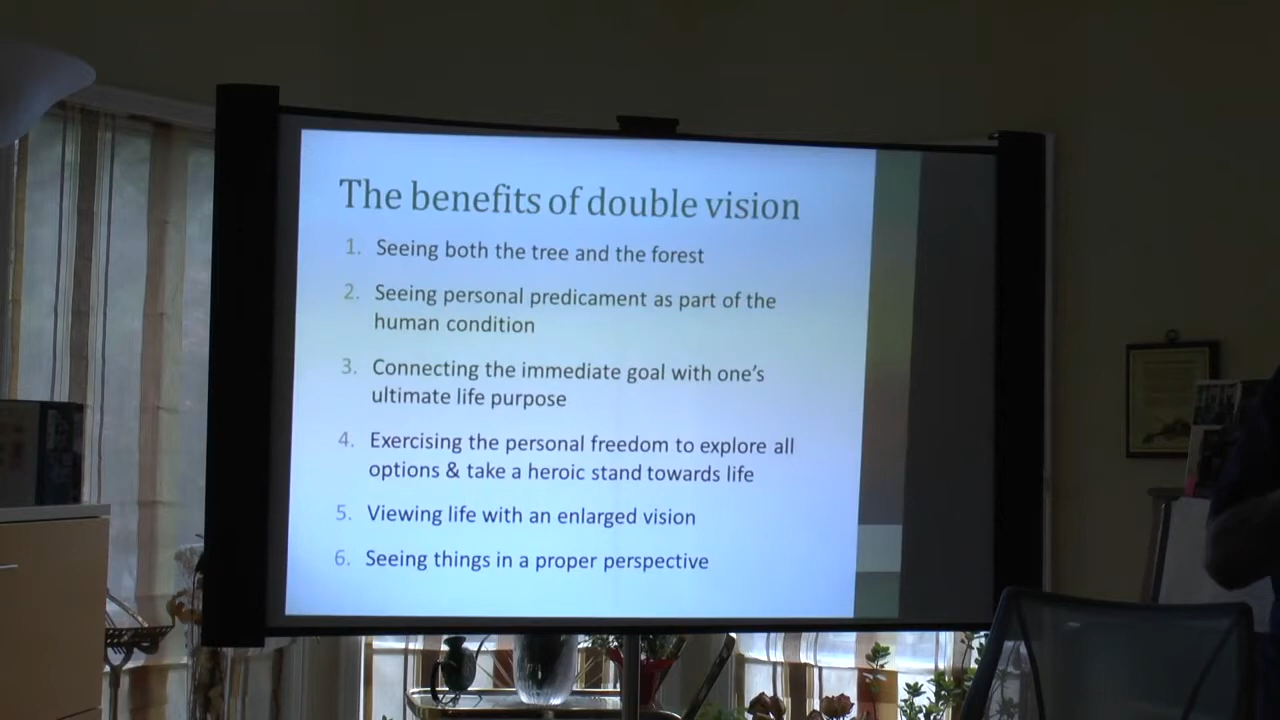 The benefits of double vision
1. Seeing both the tree and the forest
2. Seeing personal predicament as part of the
human condition
3. Connecting the immediate goal with one's
ultimate life purpose
4. Exercising the personal freedom to explore all
options & take a heroic stand towards life
5. Viewing life with an enlarged vision
6. Seeing things in a proper perspective